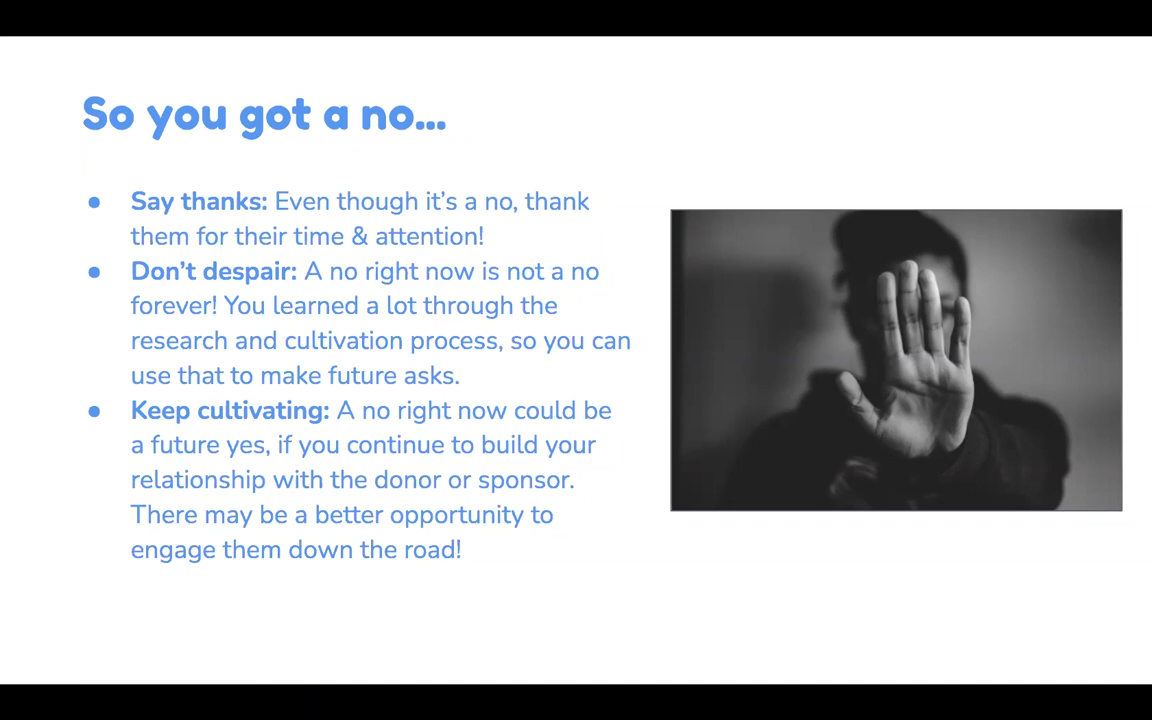 So you got a no...
● Say thanks: Even though it’s a no, thank
them for their time & attention!
● Don’t despair: A no right now is not a no
forever! You learned a lot through the
research and cultivation process, so you can
use that to make future asks.
● Keep cultivating: A no right now could be
a future yes, if you continue to build your
relationship with the donor or sponsor.
There may be a better opportunity to
engage them down the road!